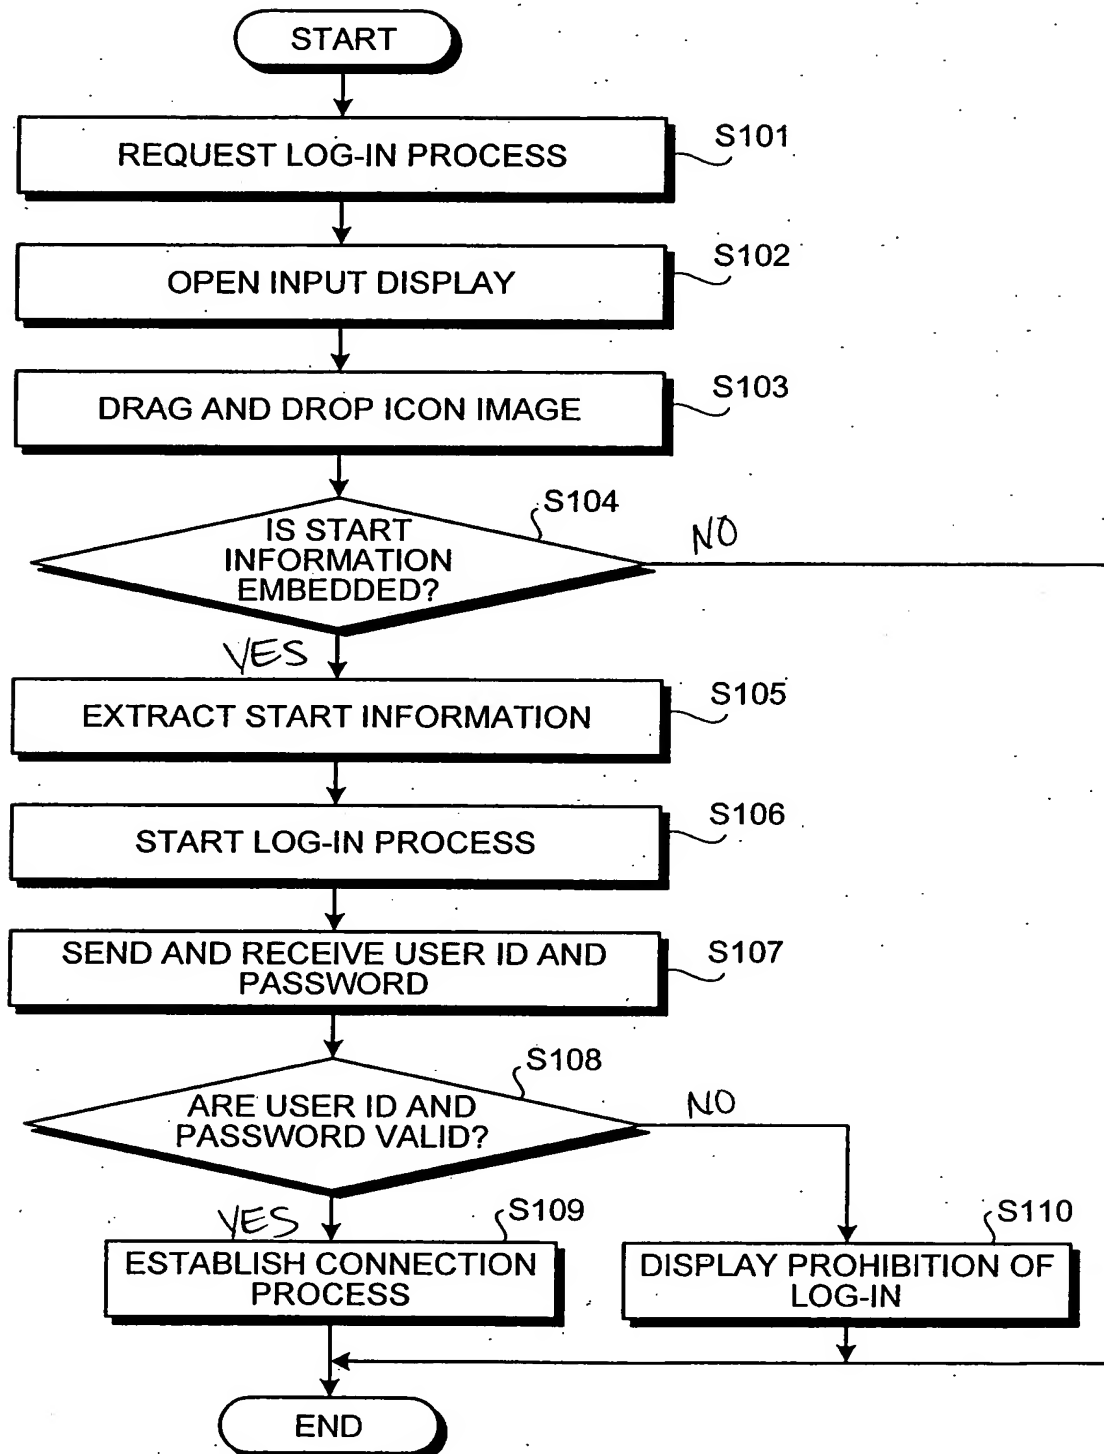 START
REQUEST LOG-IN PROCESS
S101
OPEN INPUT DISPLAY
S102
DRAG AND DROP ICON IMAGE
S103
IS START
INFORMATION
EMBEDDED?
S104
NO
YES
EXTRACT START INFORMATION
S105
START LOG-IN PROCESS
S106
SEND AND RECEIVE USER ID AND
PASSWORD
S107
ARE USER ID AND
PASSWORD VALID?
S108
NO
YES
ESTABLISH CONNECTION
PROCESS
S109
DISPLAY PROHIBITION OF
LOG-IN
S110
END